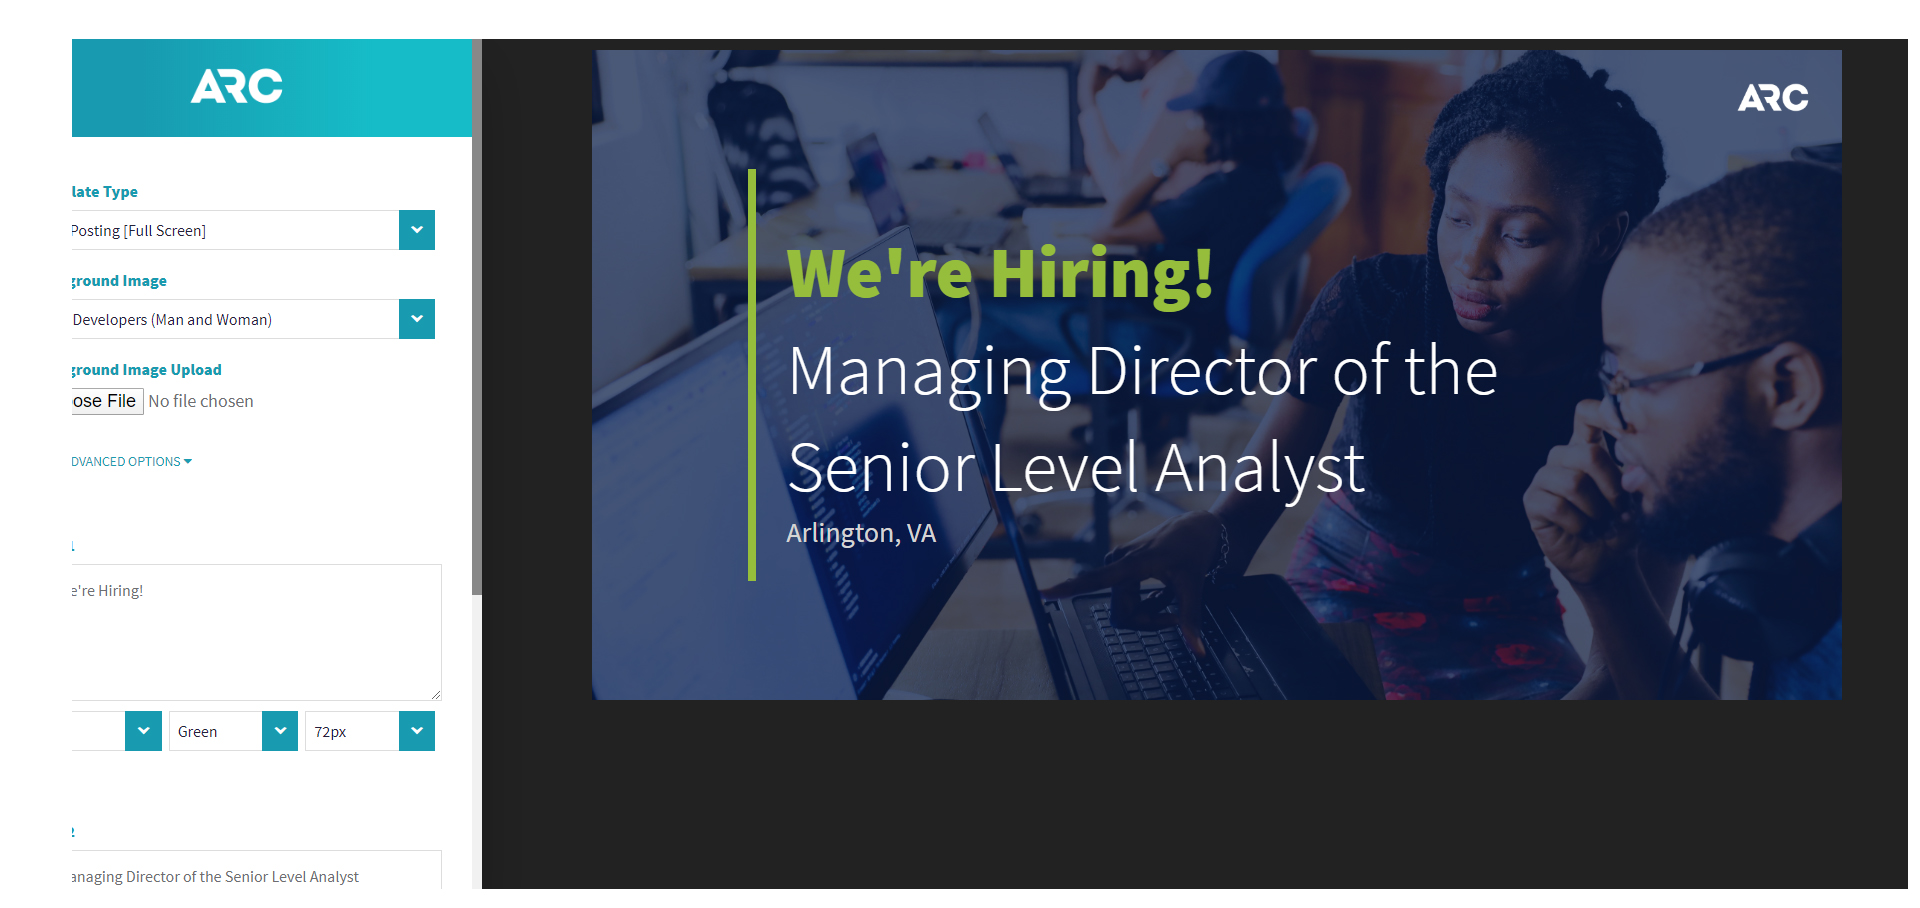 ARC
late Type
Posting [Full Screen]
ground Image
Developers (Man and Woman)
ground Image Upload
ose File No file chosen
DVANCED OPTIONS
1
e're Hiring!
Green 72px
2
anaging Director of the Senior Level Analyst
ARC
We're Hiring!
Managing Director of the
Senior Level Analyst
Arlington, VA